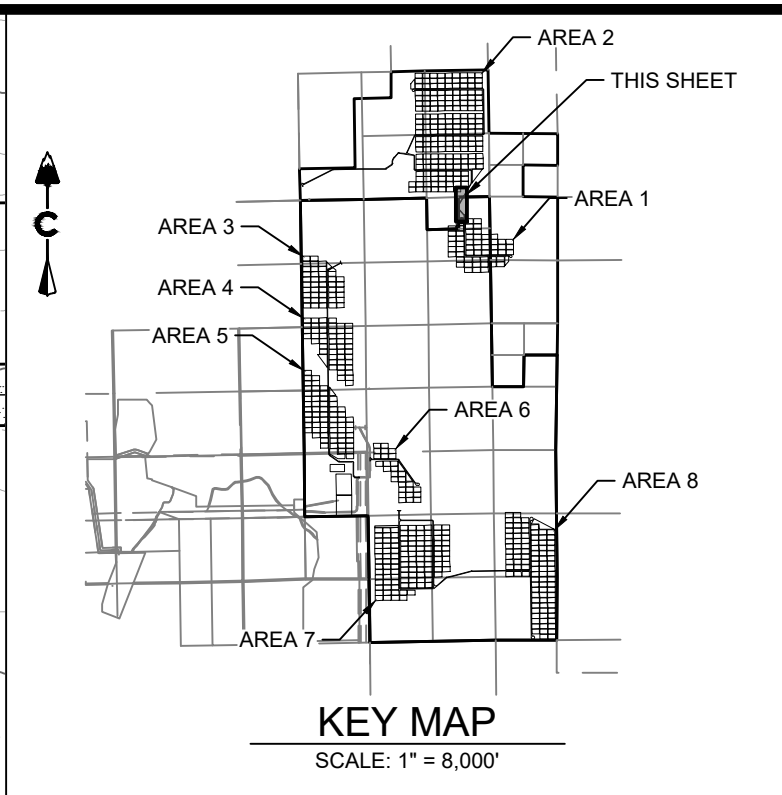 AREA 2
THIS SHEET
AREA 1
AREA 3
AREA 4
AREA 5
AREA 6
AREA 8
AREA 7
C
KEY MAP
SCALE: 1" = 8,000'